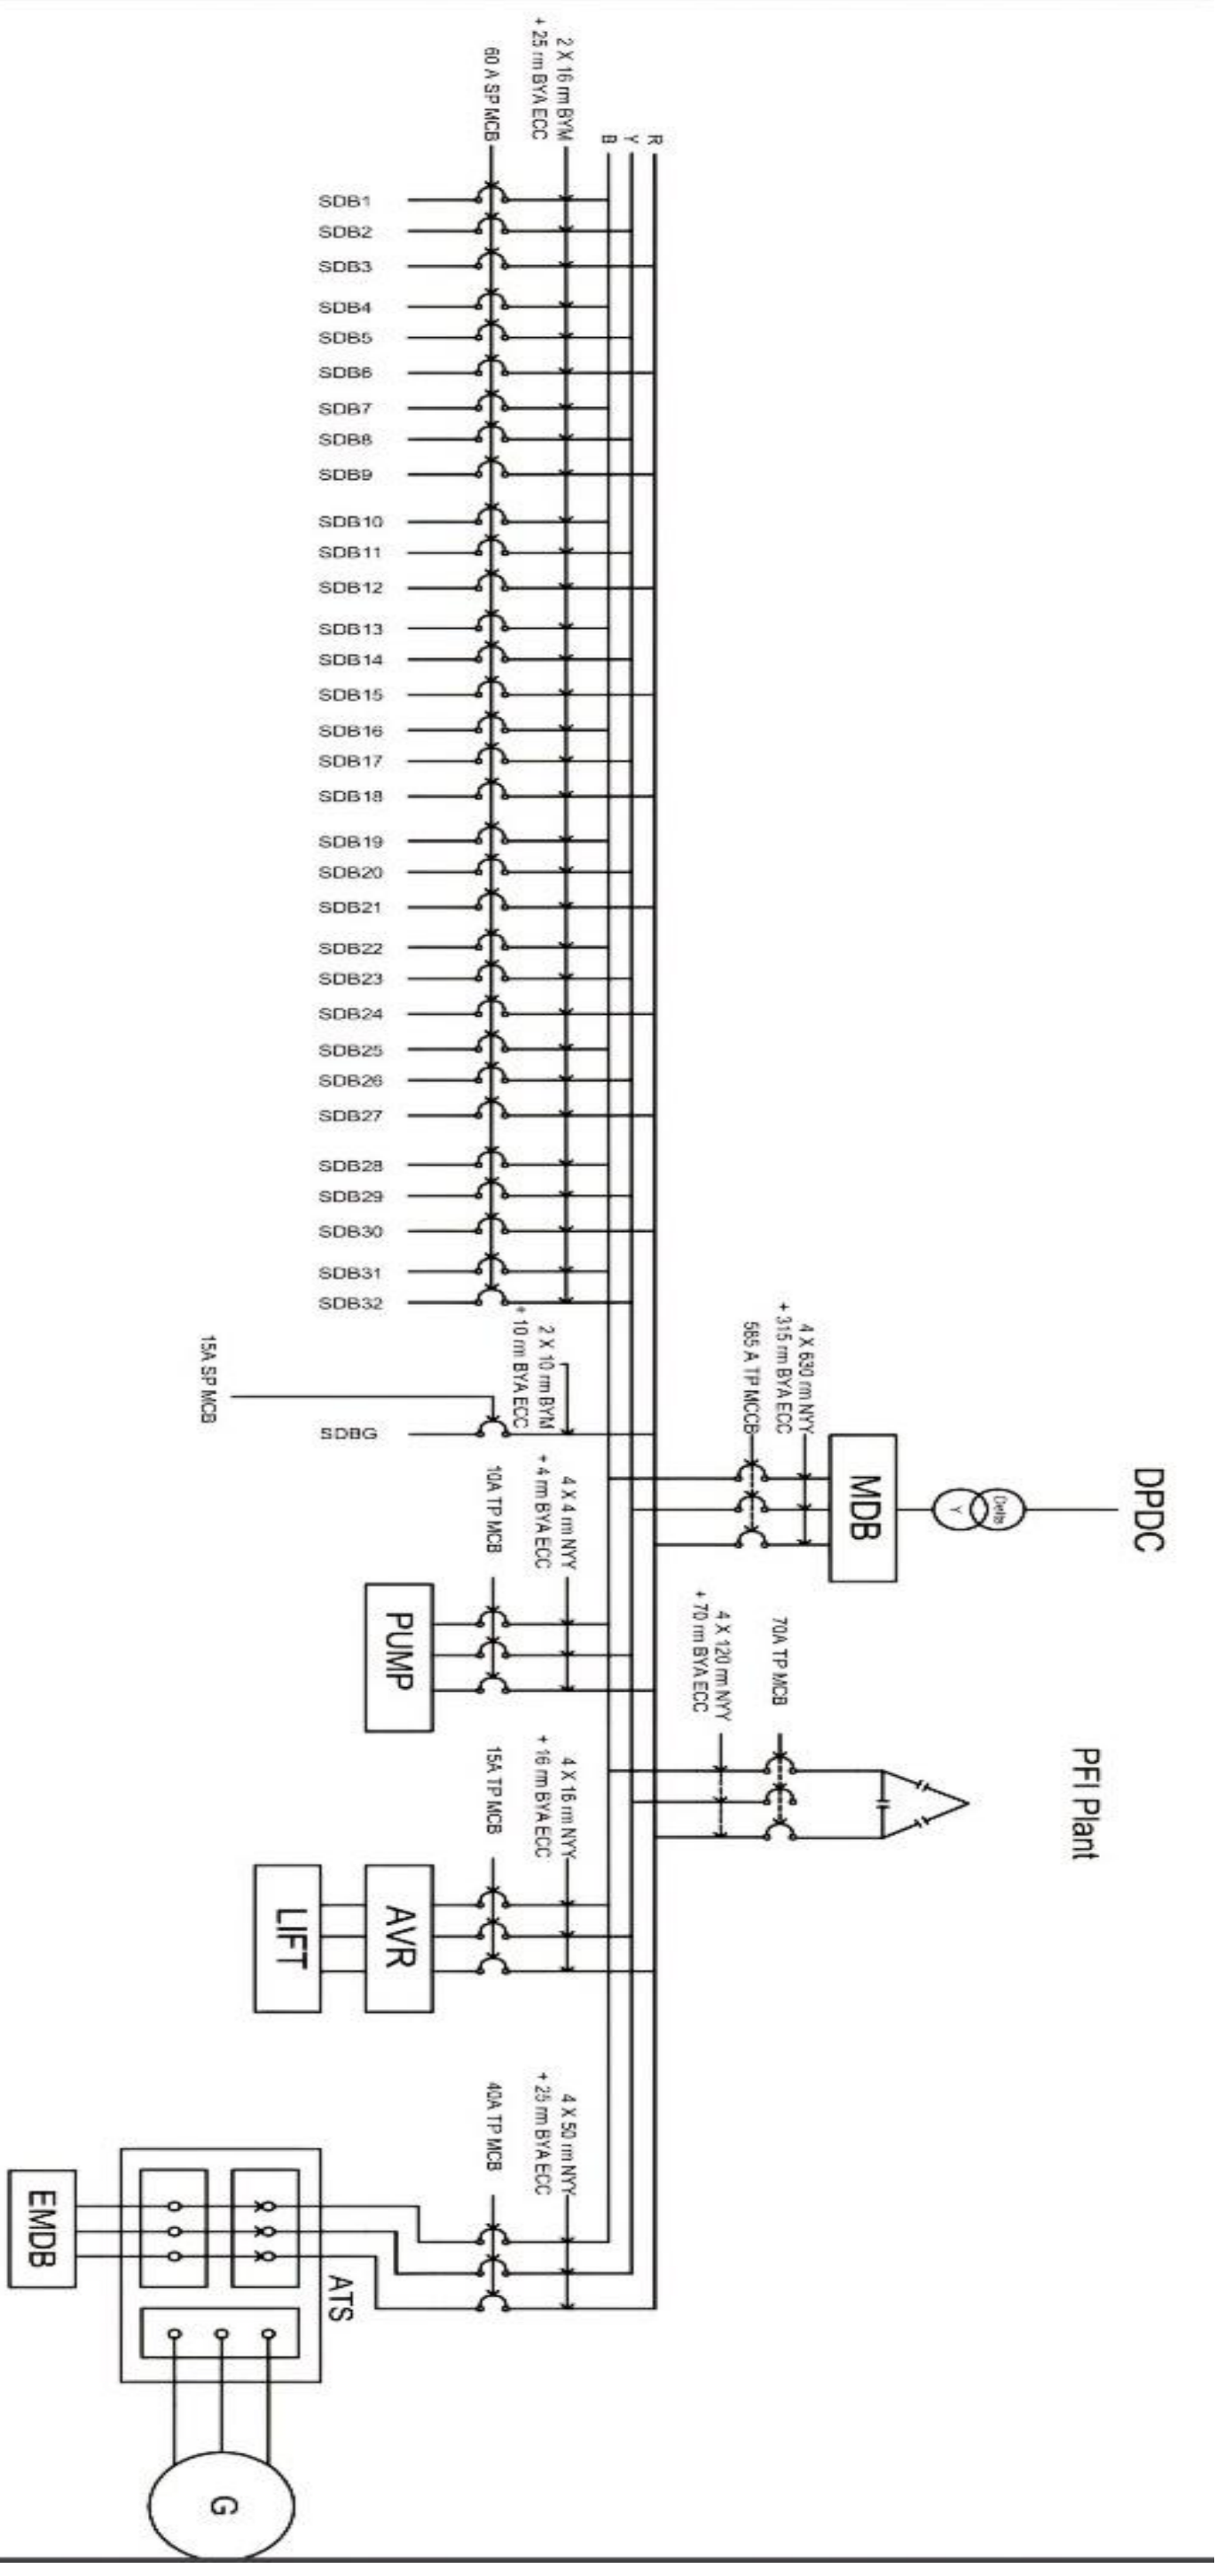 DPDC
Delta
Y
MDB
4 X 630 rm NYY
+ 315 rm BYA ECC
585 A TP MCCB
PFI Plant
70A TP MCB
4 X 120 rm NYY
+ 70 rm BYA ECC
R
Y
B
2 X 16 rm BYM
+ 25 rm BYA ECC
60 A SP MCB
SDB1
SDB2
SDB3
SDB4
SDB5
SDB6
SDB7
SDB8
SDB9
SDB10
SDB11
SDB12
SDB13
SDB14
SDB15
SDB16
SDB17
SDB18
SDB19
SDB20
SDB21
SDB22
SDB23
SDB24
SDB25
SDB26
SDB27
SDB28
SDB29
SDB30
SDB31
SDB32
2 X 10 rm BYM
+ 10 rm BYA ECC
15A SP MCB
SDBG
4 X 4 rm NYY
+ 4 rm BYA ECC
10A TP MCB
PUMP
4 X 16 rm NYY
+ 16 rm BYA ECC
15A TP MCB
AVR
LIFT
4 X 50 rm NYY
+ 25 rm BYA ECC
40A TP MCB
ATS
EMDB
G